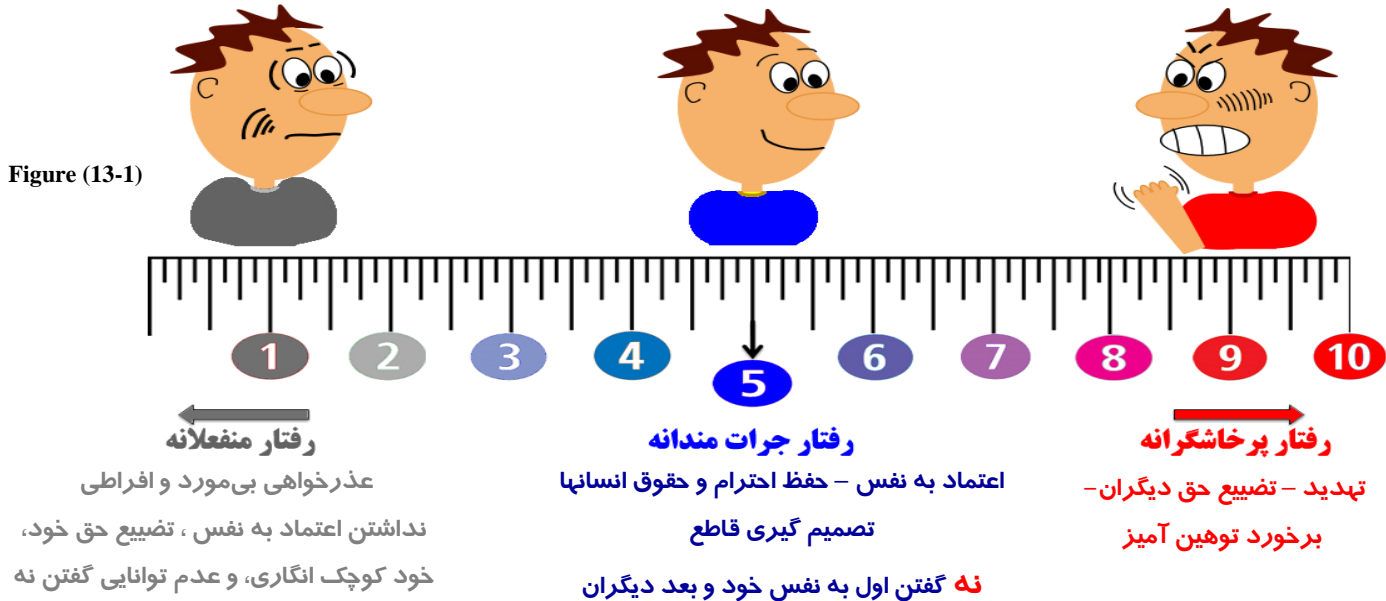 Figure (13-1)
1 2 3 4 5 6 7 8 9 10
رفتار منفعلانه
عذرخواهی بی‌مورد و افراطی
نداشتن اعتماد به نفس ، تضییع حق خود،
خود کوچک انگاری، و عدم توانایی گفتن نه
رفتار جرات مندانه
اعتماد به نفس – حفظ احترام و حقوق انسانها
تصمیم گیری قاطع
نه گفتن اول به نفس خود و بعد دیگران
رفتار پرخاشگرانه
تهدید – تضییع حق دیگران–
برخورد توهین آمیز